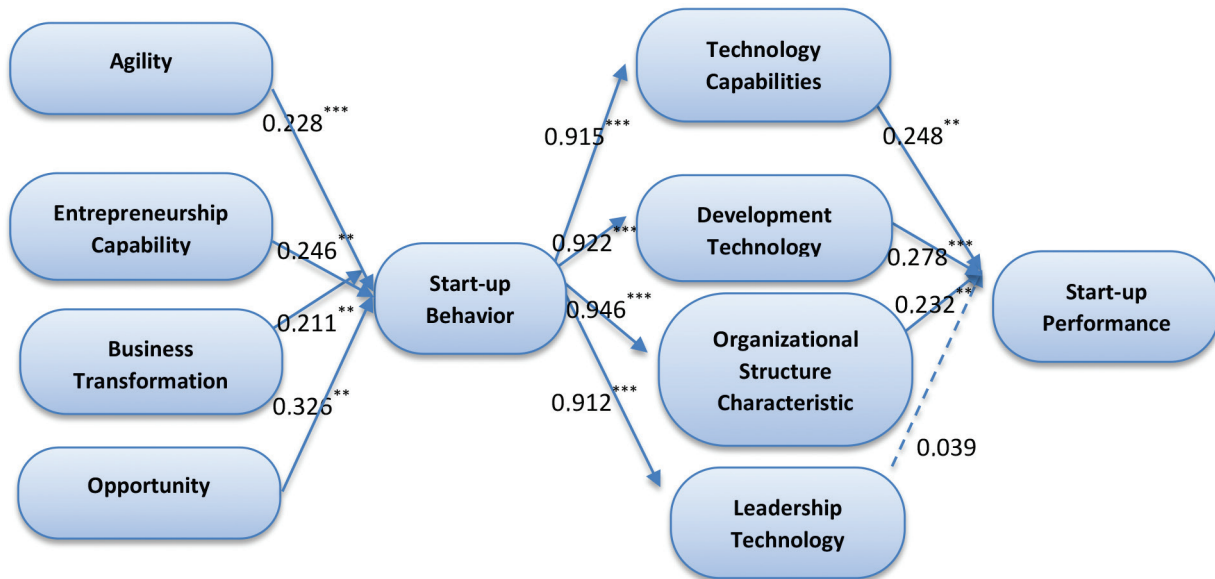 Agility
0.228***
Entrepreneurship
Capability
0.246**
Business
Transformation
0.211**
0.326**
Opportunity
Start-up
Behavior
0.915***
0.922***
0.946***
0.912***
Technology
Capabilities
Development
Technology
Organizational
Structure
Characteristic
Leadership
Technology
0.248**
0.278***
0.232**
0.039
Start-up
Performance